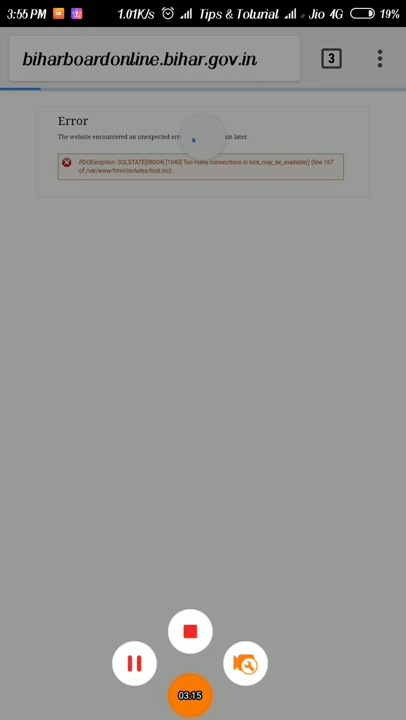 3:55 PM 1.01K/s Tips & Toturial Jio 4G 19%
biharboardonline.bihar.gov.in 3
Error
The website encountered an unexpected in later.
PDOException: SQLSTATE[08004] [1040] Too many connections in lock_may_be_available() (line 167
of /var/www/html/includes/lock.inc).
03:15